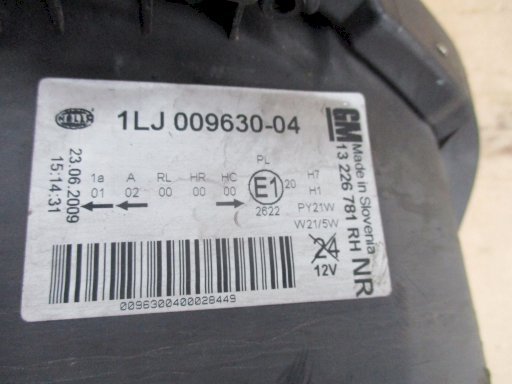 HELLA
1LJ 009630-04
GM
Made in Slovenia
13 226 781 RH
NR
23.06.2009
15:14:31
1a A RL HR HC PL
01 02 00 00 00 E1 20
2622
H7
H1
PY21W
W21/5W
24
12V
0096300400028449